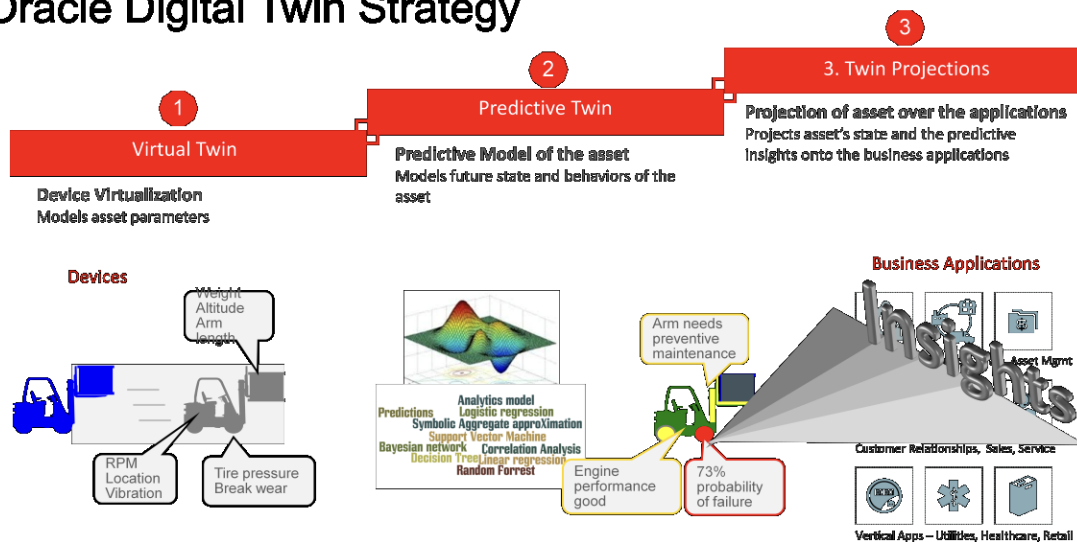 Oracle Digital Twin Strategy
1
Virtual Twin
Device Virtualization
Models asset parameters
2
Predictive Twin
Predictive Model of the asset
Models future state and behaviors of the
asset
3
3. Twin Projections
Projection of asset over the applications
Projects asset's state and the predictive
insights onto the business applications
Devices
Weight
Altitude
Arm
length
RPM
Location
Vibration
Tire pressure
Break wear
Analytics model
Predictions
Logistic regression
Symbolic Aggregate approXimation
Support Vector Machine
Bayesian network
Correlation Analysis
Decision Tree
Linear regression
Random Forrest
Arm needs
preventive
maintenance
Engine
performance
good
73%
probability
of failure
Business Applications
Insights
Asset Mgmt
Customer Relationships, Sales, Service
Vertical Apps – Utilities, Healthcare, Retail